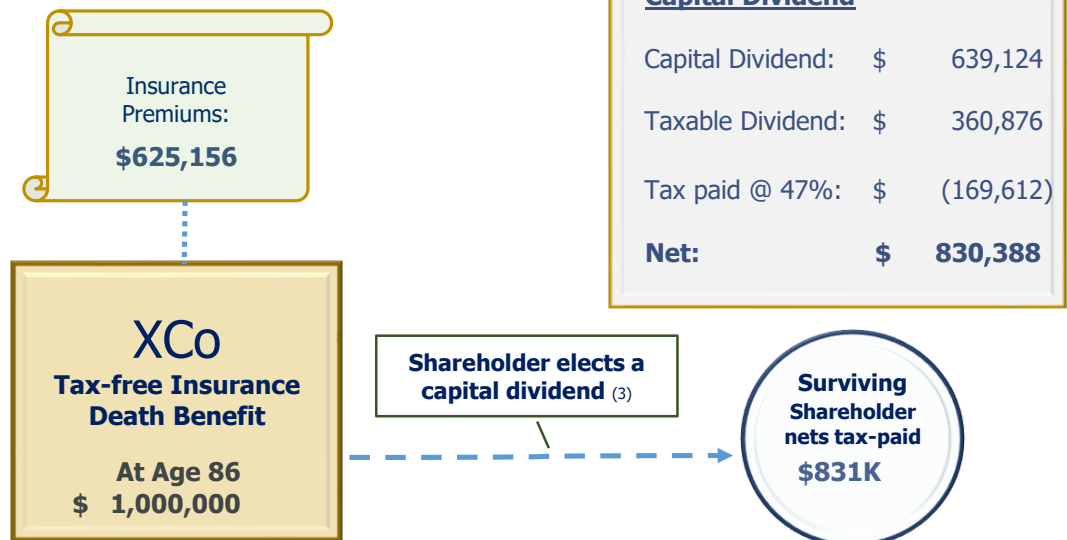 Capital Dividend
Capital Dividend: $ 639,124
Taxable Dividend: $ 360,876
Tax paid @ 47%: $ (169,612)
Net: $ 830,388
Insurance
Premiums:
$625,156
XCo
Tax-free Insurance
Death Benefit
At Age 86
$ 1,000,000
Shareholder elects a
capital dividend (3)
Surviving
Shareholder
nets tax-paid
$831K